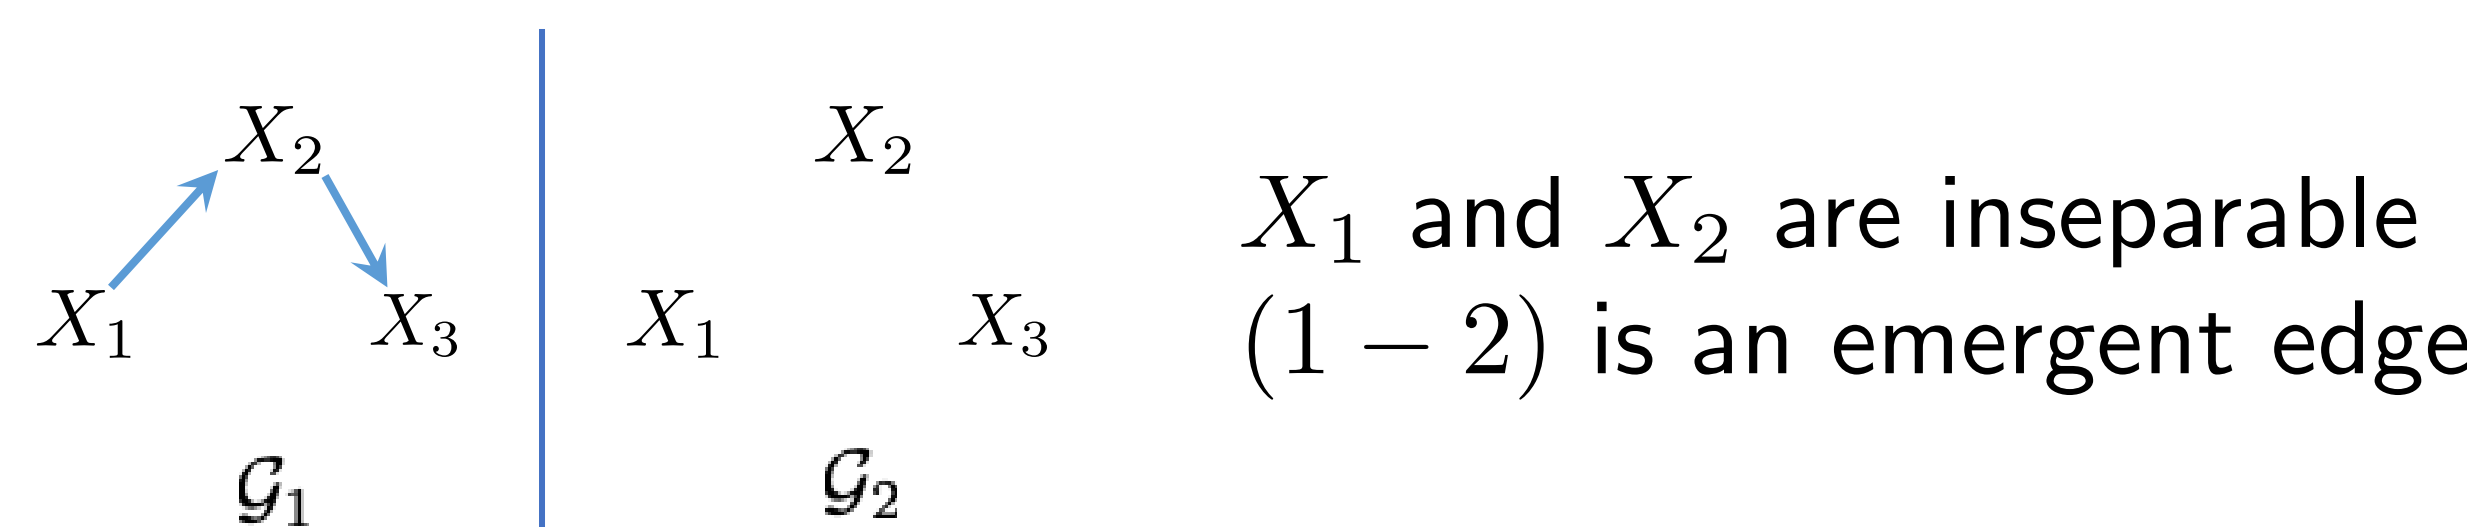 X₂
X₁ X₃
𝒢₁
X₂
X₁ X₃
𝒢₂
X₁ and X₂ are inseparable
(1 − 2) is an emergent edge